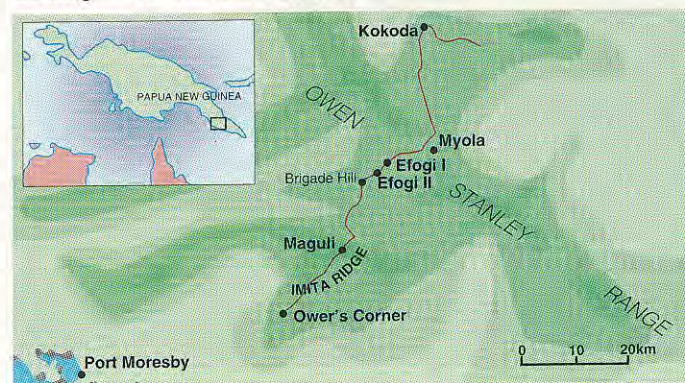 Kokoda
PAPUA NEW GUINEA
OWEN
Myola
Efogi I
Brigade Hill
Efogi II
STANLEY
Maguli
IMITA RIDGE
Ower's Corner
RANGE
0 10 20km
Port Moresby